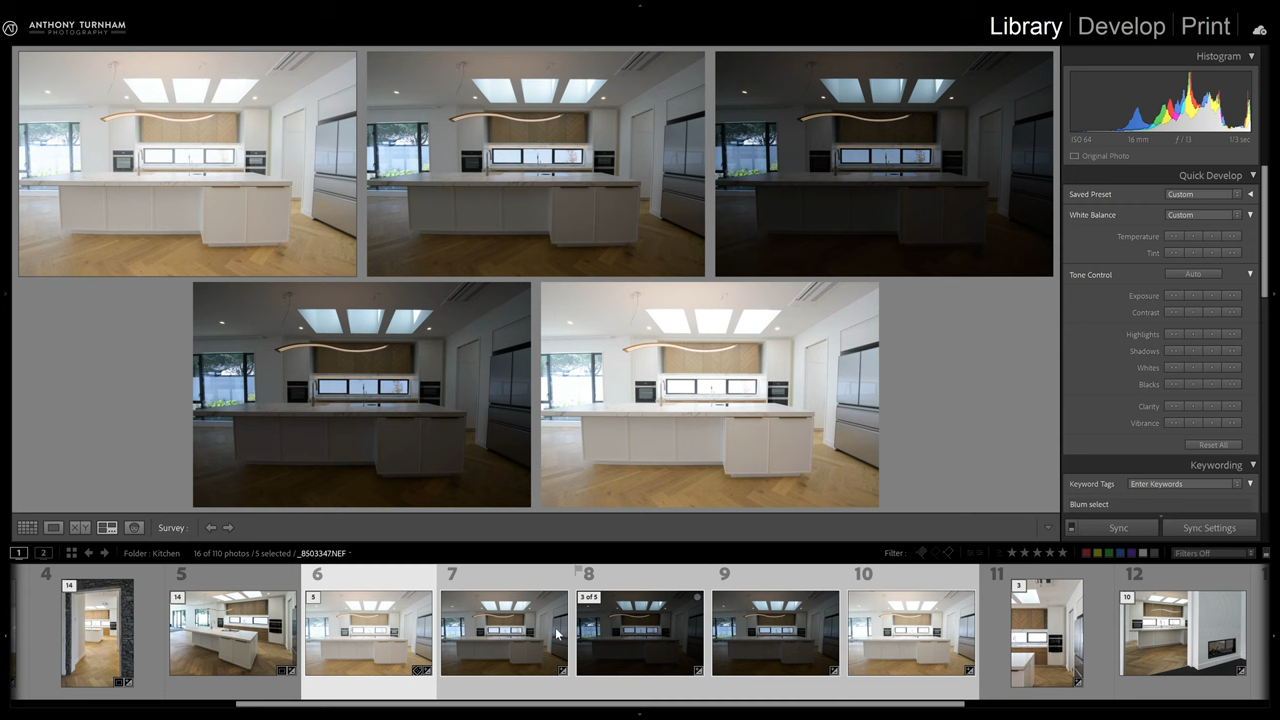 ANTHONY TURNHAM
PHOTOGRAPHY
Library Develop Print
Histogram
ISO 64 16 mm ƒ / 13 1/3 sec
Original Photo
Quick Develop
Saved Preset Custom
White Balance Custom
Temperature
Tint
Tone Control Auto
Exposure
Contrast
Highlights
Shadows
Whites
Blacks
Clarity
Vibrance
Reset All
Keywording
Keyword Tags Enter Keywords
Blum select
Survey : Sync Sync Settings
1 2 Folder : Kitchen 16 of 110 photos / 5 selected / _8503347.NEF Filter : Filters Off
4 5 6 7 8 9 10 11 12
14 14 5 3 of 5 3 10